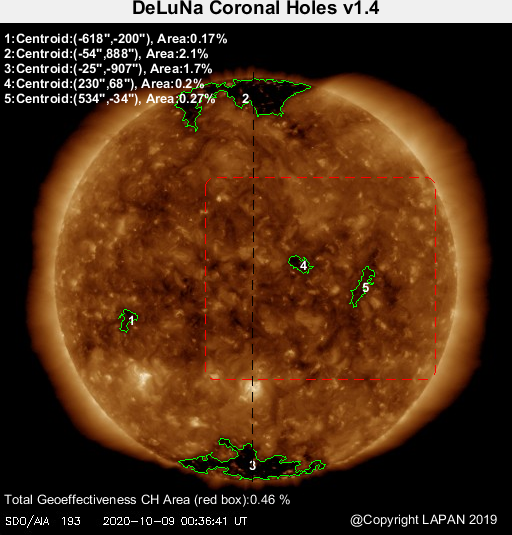 DeLuNa Coronal Holes v1.4
1:Centroid:(-618",-200"), Area:0.17%
2:Centroid:(-54",888"), Area:2.1%
3:Centroid:(-25",-907"), Area:1.7%
4:Centroid:(230",68"), Area:0.2%
5:Centroid:(534",-34"), Area:0.27%
2
4
5
1
3
Total Geoeffectiveness CH Area (red box):0.46 %
SDO/AIA 193 2020-10-09 00:36:41 UT
@Copyright LAPAN 2019